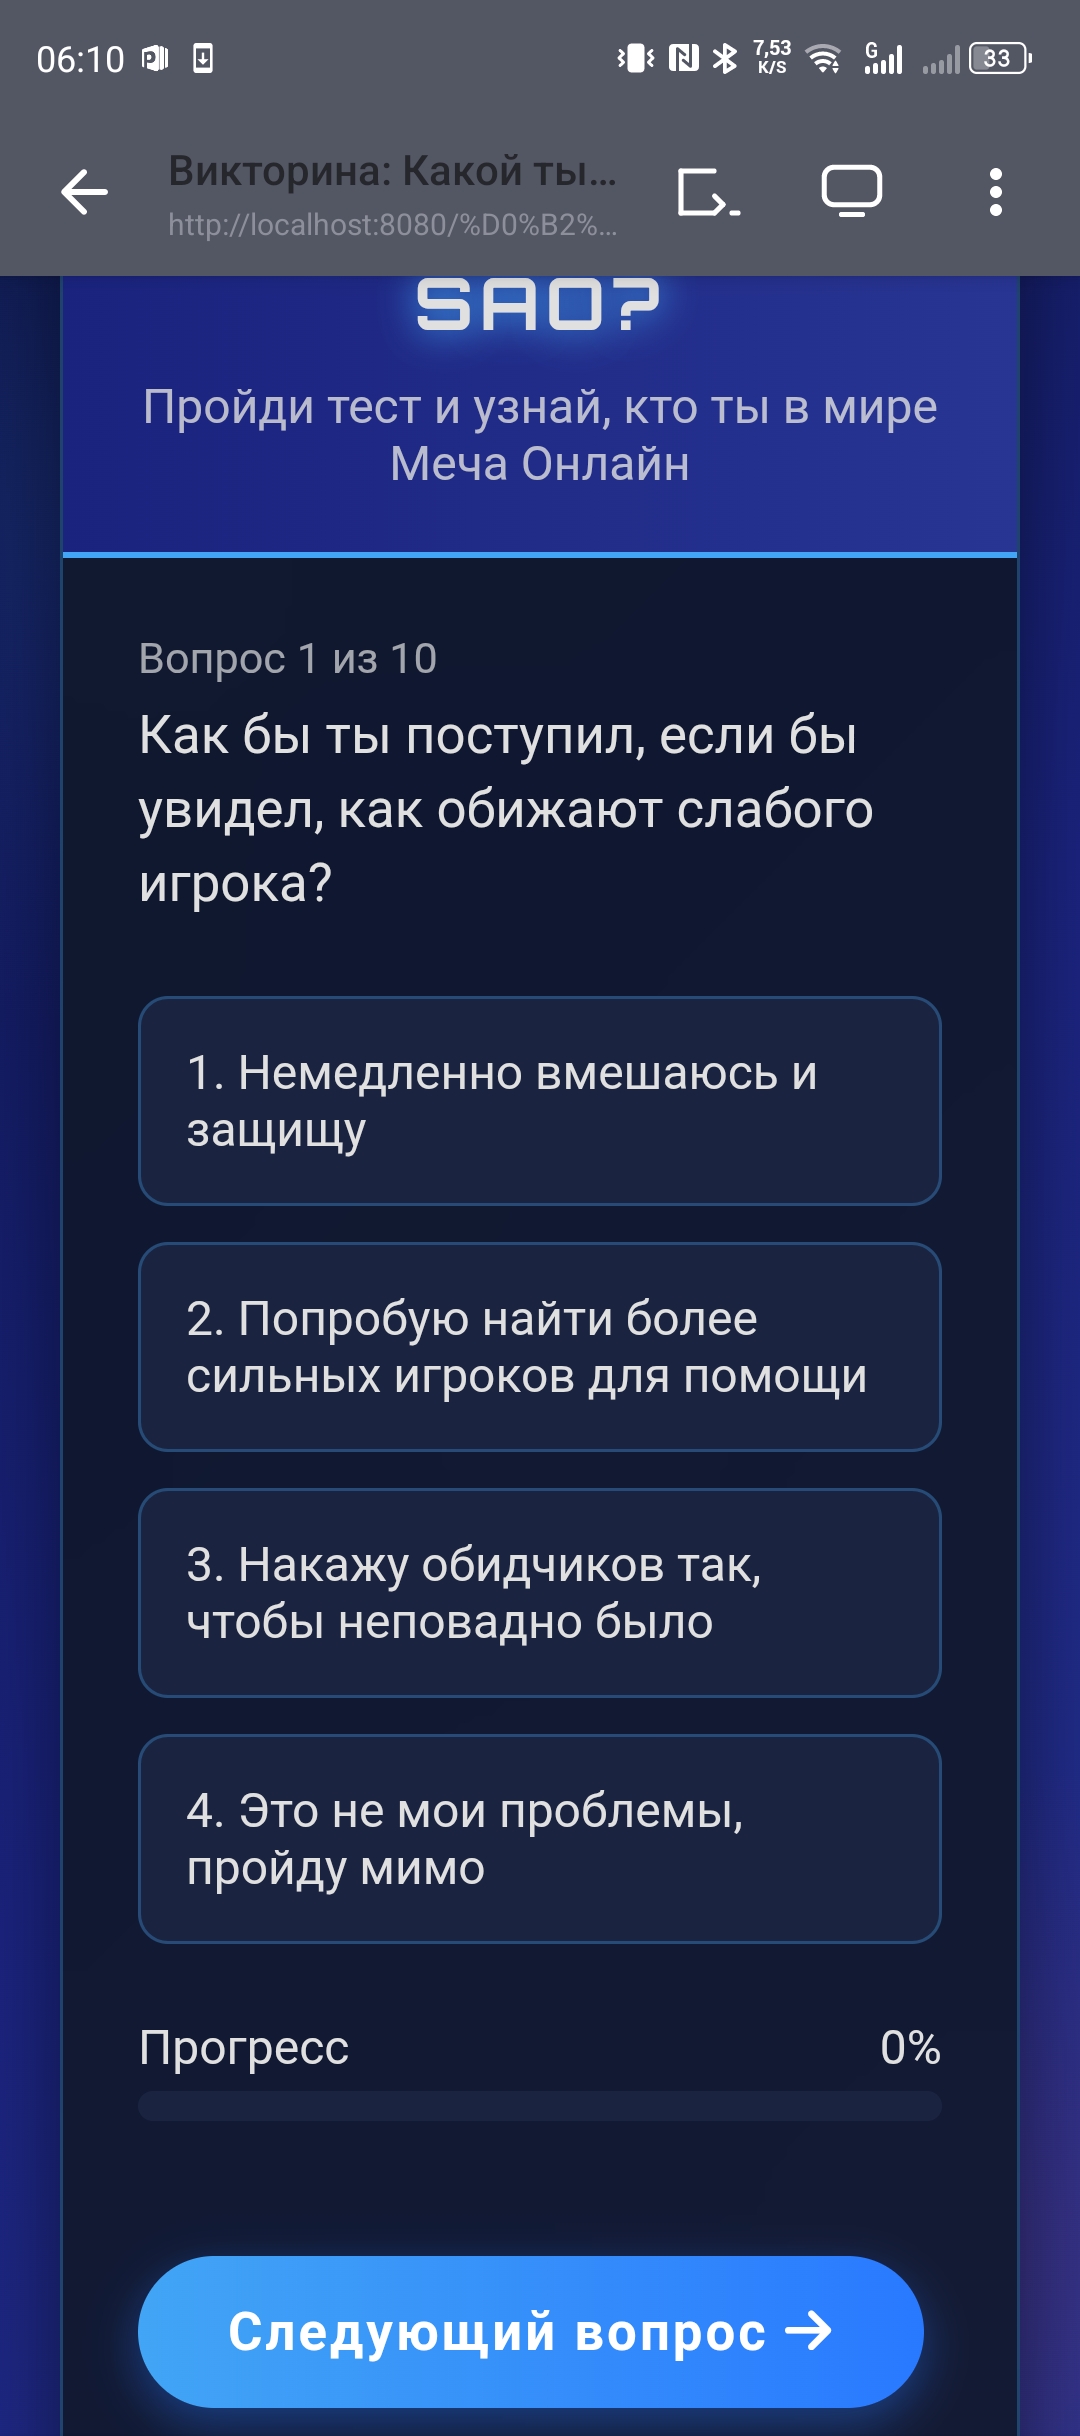 06:10
7,53
K/S
G
33
Викторина: Какой ты...
http://localhost:8080/%D0%B2%...
SAO?
Пройди тест и узнай, кто ты в мире
Меча Онлайн
Вопрос 1 из 10
Как бы ты поступил, если бы
увидел, как обижают слабого
игрока?
1. Немедленно вмешаюсь и
защищу
2. Попробую найти более
сильных игроков для помощи
3. Накажу обидчиков так,
чтобы неповадно было
4. Это не мои проблемы,
пройду мимо
Прогресс 0%
Следующий вопрос →